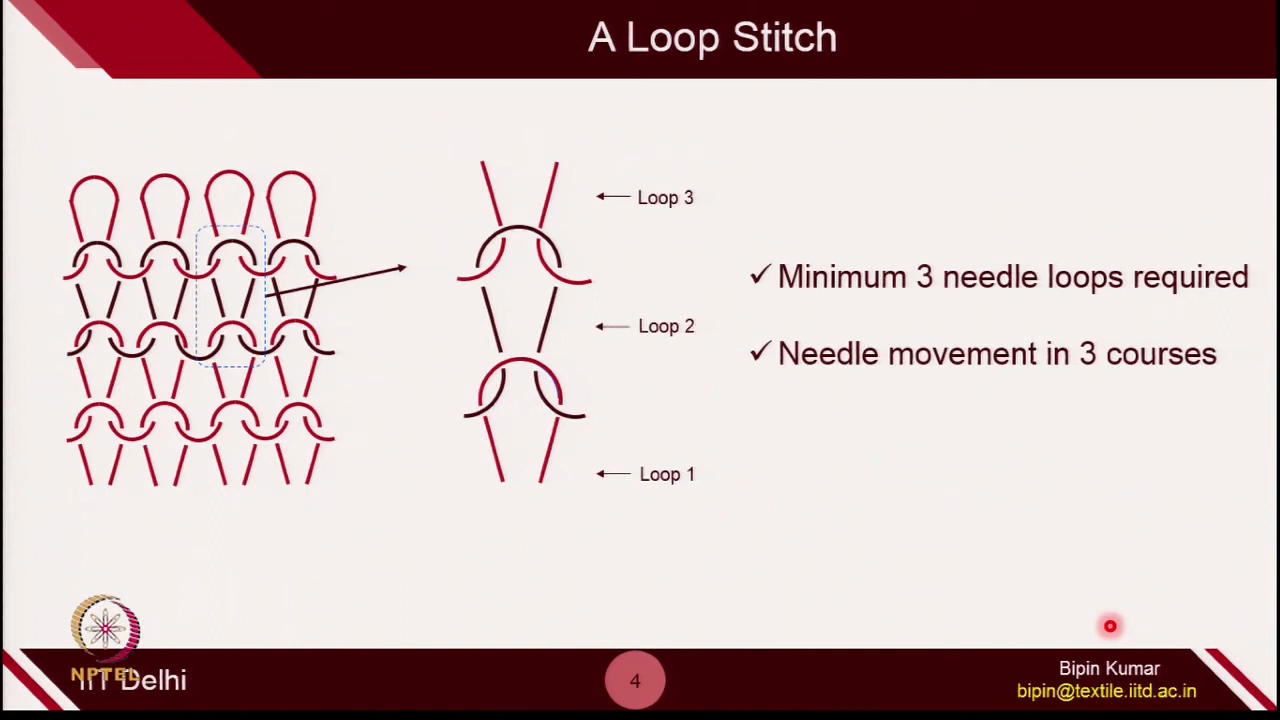 A Loop Stitch
Loop 3
Loop 2
Loop 1
✓ Minimum 3 needle loops required
✓ Needle movement in 3 courses
NPTEL
IIT Delhi
4
Bipin Kumar
bipin@textile.iitd.ac.in